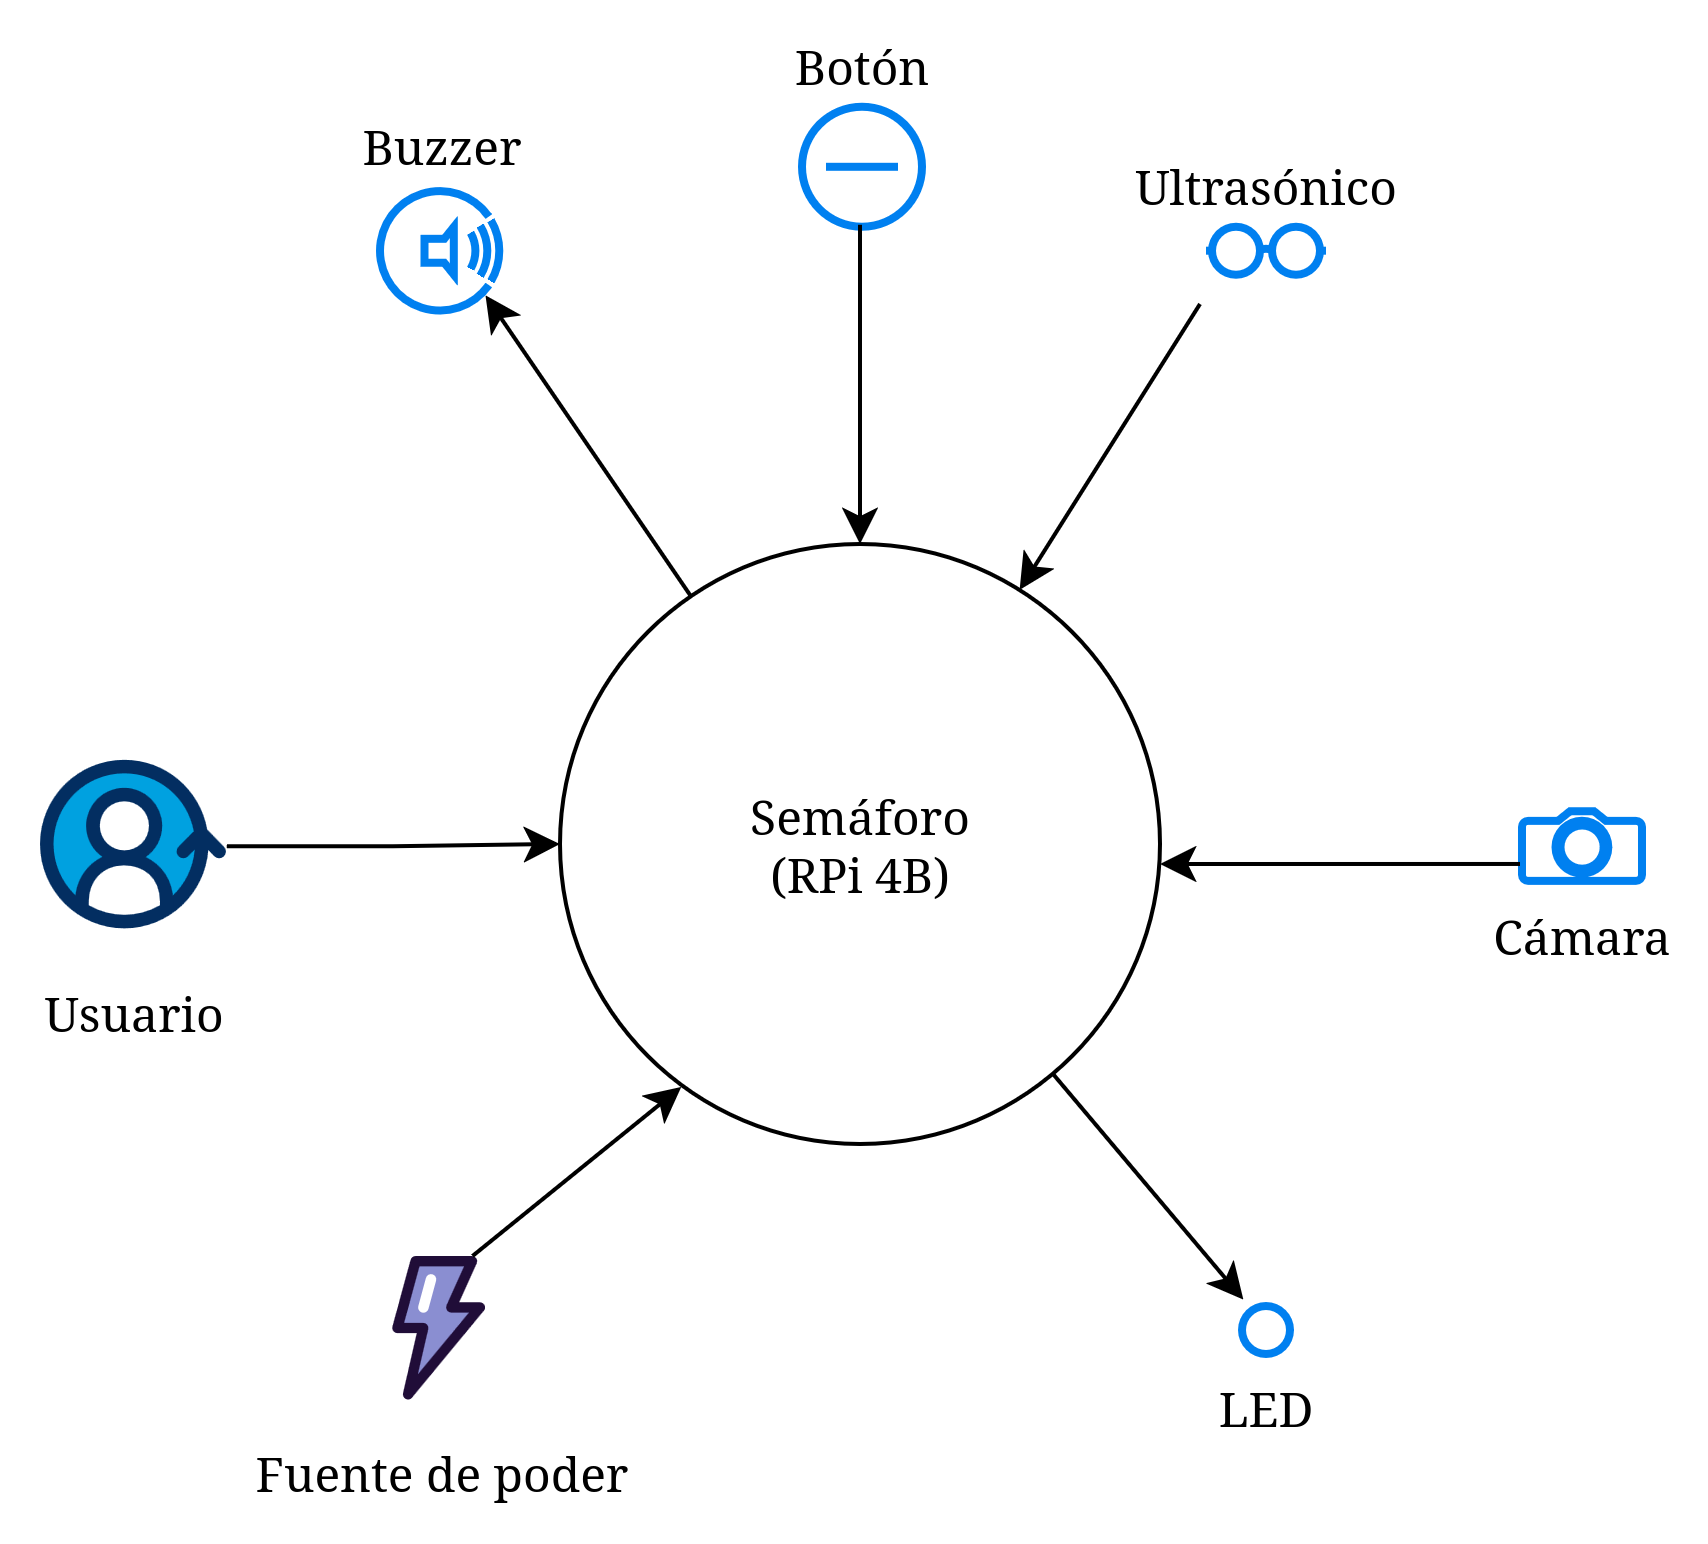 Botón
Buzzer
Ultrasónico
Semáforo
(RPi 4B)
Cámara
Usuario
LED
Fuente de poder